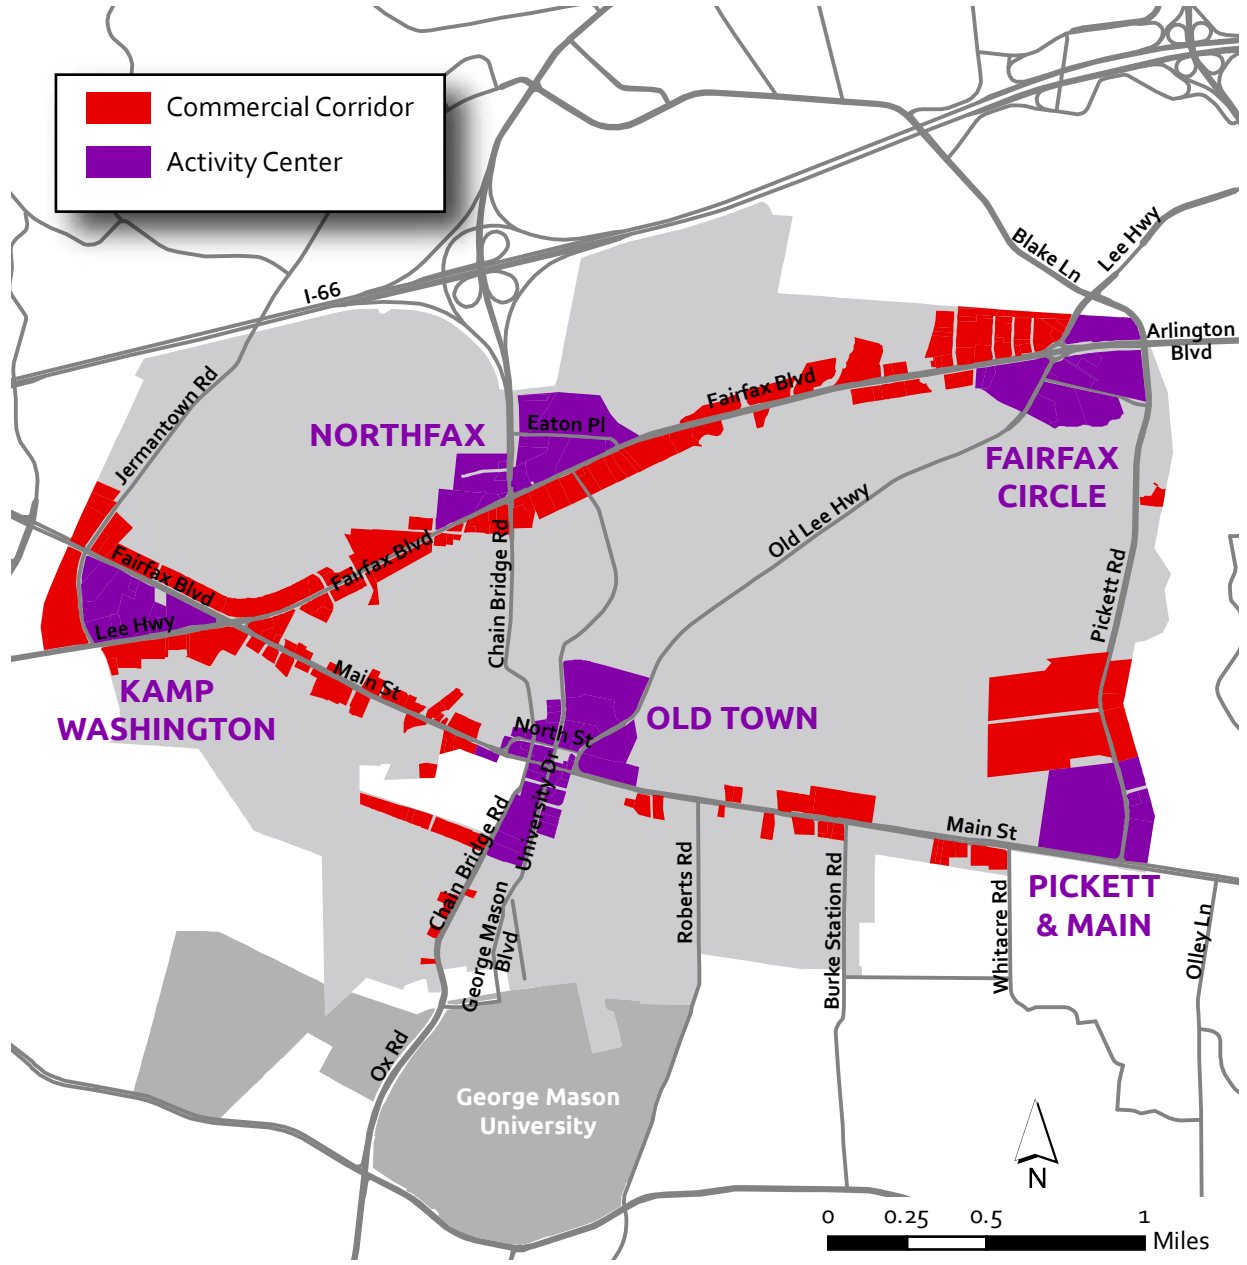 Commercial Corridor
Activity Center
I-66
Blake Ln
Lee Hwy
Arlington
Blvd
Jermantown Rd
Fairfax Blvd
Eaton Pl
NORTHFAX
FAIRFAX
CIRCLE
Old Lee Hwy
Chain Bridge Rd
Fairfax Blvd
Fairfax Blvd
Lee Hwy
Pickett Rd
KAMP
WASHINGTON
Main St
OLD TOWN
North St
University Dr
Chain Bridge Rd
Main St
PICKETT
& MAIN
Roberts Rd
Burke Station Rd
Whitacre Rd
Olley Ln
George Mason
Blvd
Ox Rd
George Mason
University
N
0 0.25 0.5 1
Miles